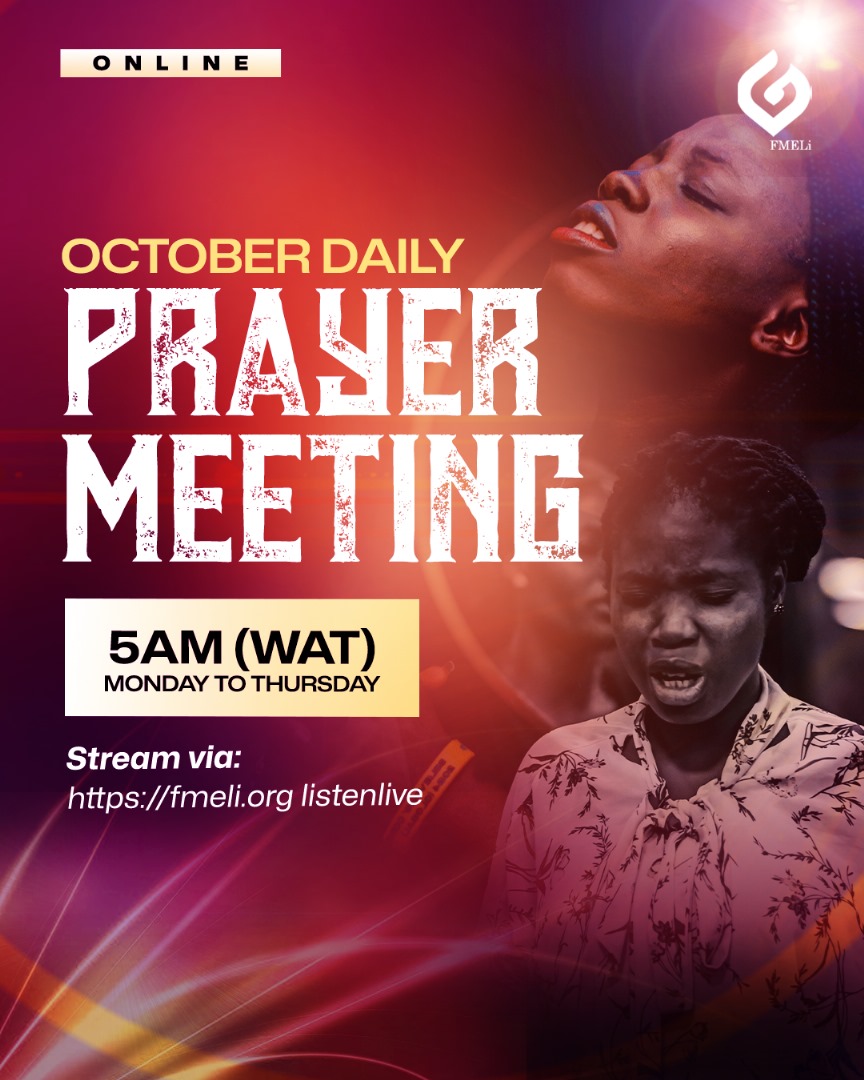 ONLINE
FMELi
OCTOBER DAILY
PRAYER
MEETING
5AM (WAT)
MONDAY TO THURSDAY
Stream via:
https://fmeli.org listenlive